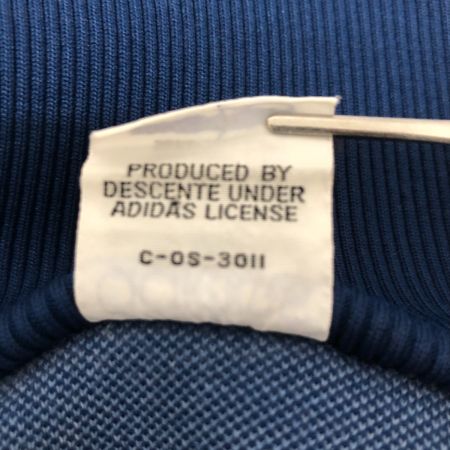 PRODUCED BY
DESCENTE UNDER
ADIDAS LICENSE
C-OS-3011